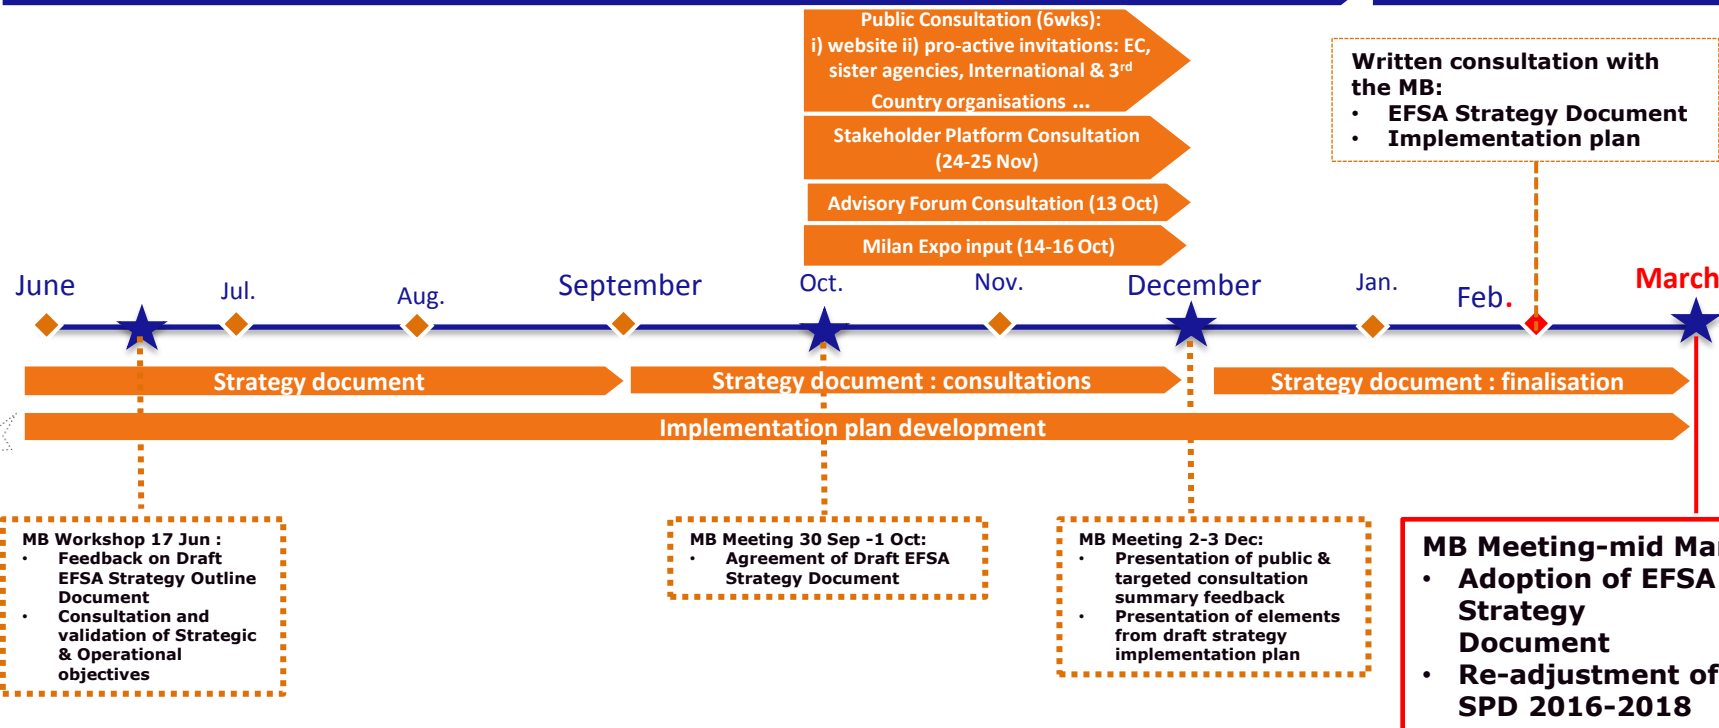 Public Consultation (6wks):
i) website ii) pro-active invitations: EC,
sister agencies, International & 3rd
Country organisations ...
Stakeholder Platform Consultation
(24-25 Nov)
Advisory Forum Consultation (13 Oct)
Milan Expo input (14-16 Oct)
Written consultation with
the MB:
• EFSA Strategy Document
• Implementation plan
June
Jul.
Aug.
September
Oct.
Nov.
December
Jan.
Feb.
March
Strategy document
Strategy document : consultations
Strategy document : finalisation
Implementation plan development
MB Workshop 17 Jun :
• Feedback on Draft
EFSA Strategy Outline
Document
• Consultation and
validation of Strategic
& Operational
objectives
MB Meeting 30 Sep -1 Oct:
• Agreement of Draft EFSA
Strategy Document
MB Meeting 2-3 Dec:
• Presentation of public &
targeted consultation
summary feedback
• Presentation of elements
from draft strategy
implementation plan
MB Meeting-mid Mar
• Adoption of EFSA
Strategy
Document
• Re-adjustment of
SPD 2016-2018